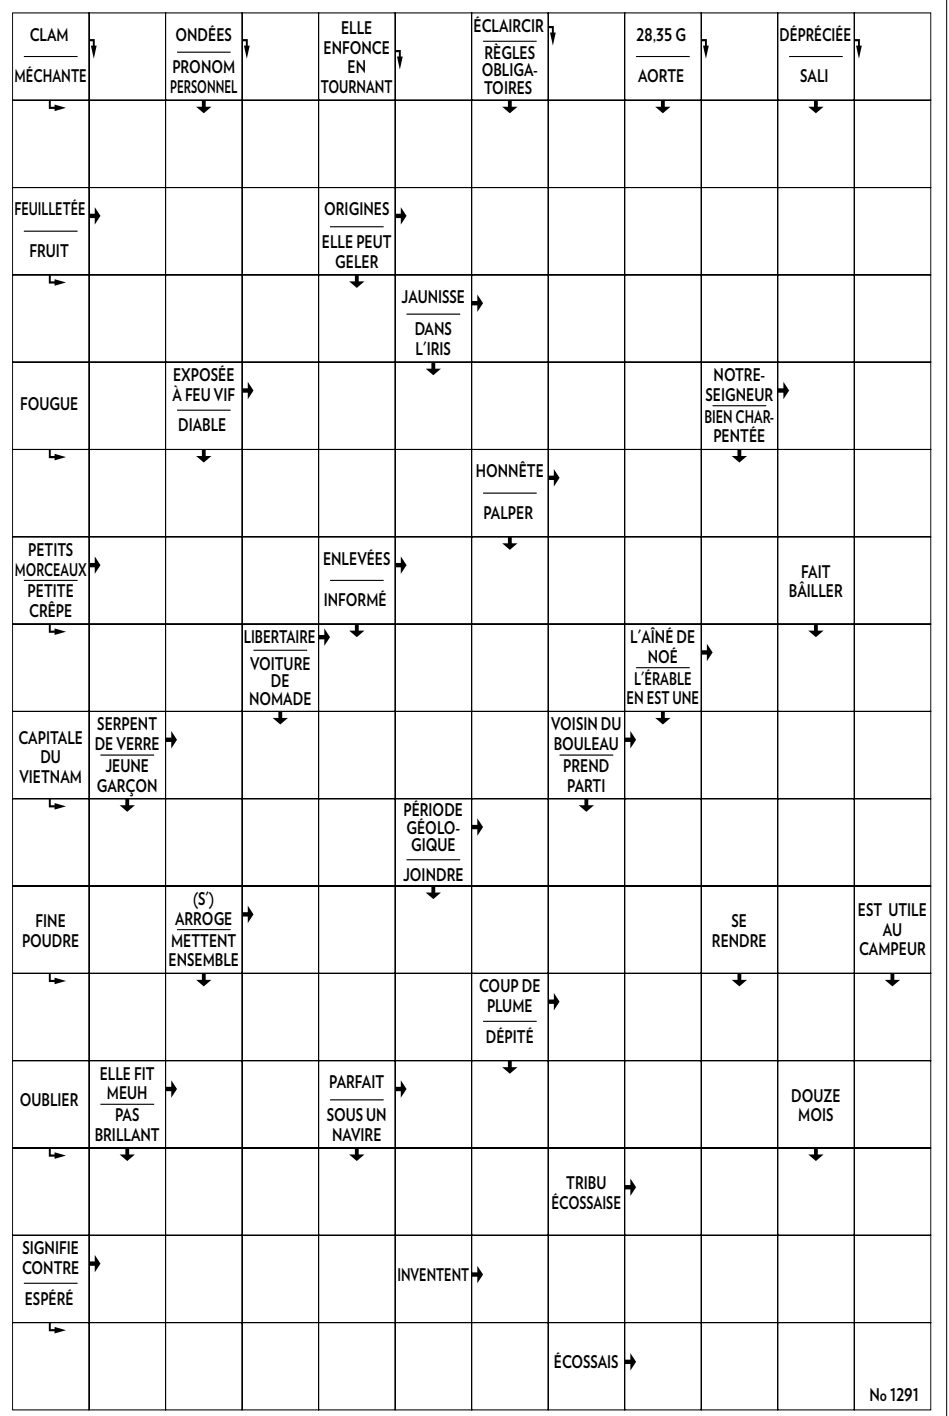 CLAM
MÉCHANTE
ONDÉES
PRONOM
PERSONNEL
ELLE
ENFONCE
EN
TOURNANT
ÉCLAIRCIR
RÈGLES
OBLIGA-
TOIRES
28,35 G
AORTE
DÉPRÉCIÉE
SALI
FEUILLETÉE
FRUIT
ORIGINES
ELLE PEUT
GELER
JAUNISSE
DANS
L'IRIS
FOUGUE
EXPOSÉE
À FEU VIF
DIABLE
NOTRE-
SEIGNEUR
BIEN CHAR-
PENTÉE
HONNÊTE
PALPER
PETITS
MORCEAUX
PETITE
CRÊPE
ENLEVÉES
INFORMÉ
FAIT
BÂILLER
LIBERTAIRE
VOITURE
DE
NOMADE
L'AÎNÉ DE
NOÉ
L'ÉRABLE
EN EST UNE
CAPITALE
DU
VIETNAM
SERPENT
DE VERRE
JEUNE
GARÇON
VOISIN DU
BOULEAU
PREND
PARTI
PÉRIODE
GÉOLO-
GIQUE
JOINDRE
FINE
POUDRE
(S')
ARROGE
METTENT
ENSEMBLE
SE
RENDRE
EST UTILE
AU
CAMPEUR
COUP DE
PLUME
DÉPITÉ
OUBLIER
ELLE FIT
MEUH
PAS
BRILLANT
PARFAIT
SOUS UN
NAVIRE
DOUZE
MOIS
TRIBU
ÉCOSSAISE
SIGNIFIE
CONTRE
ESPÉRÉ
INVENTENT
ÉCOSSAIS
No 1291